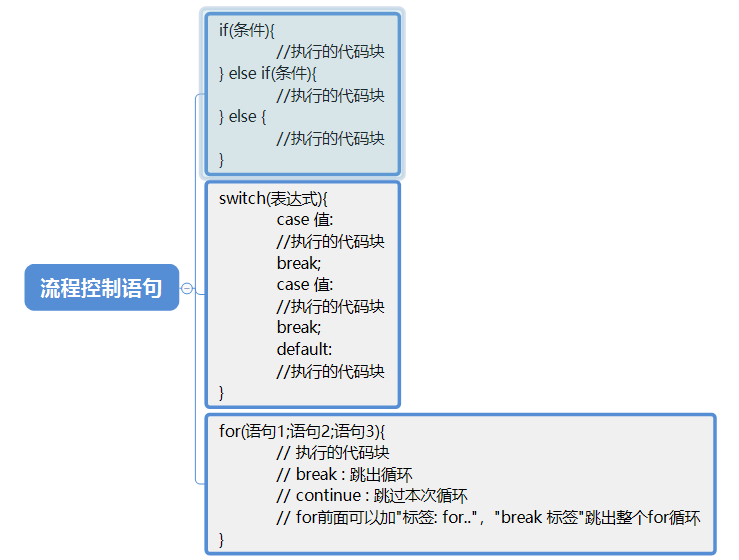 if(条件){
//执行的代码块
} else if(条件){
//执行的代码块
} else {
//执行的代码块
}
switch(表达式){
case 值:
//执行的代码块
break;
case 值:
//执行的代码块
break;
default:
//执行的代码块
}
流程控制语句
for(语句1;语句2;语句3){
// 执行的代码块
// break : 跳出循环
// continue : 跳过本次循环
// for前面可以加"标签: for.."，"break 标签"跳出整个for循环
}